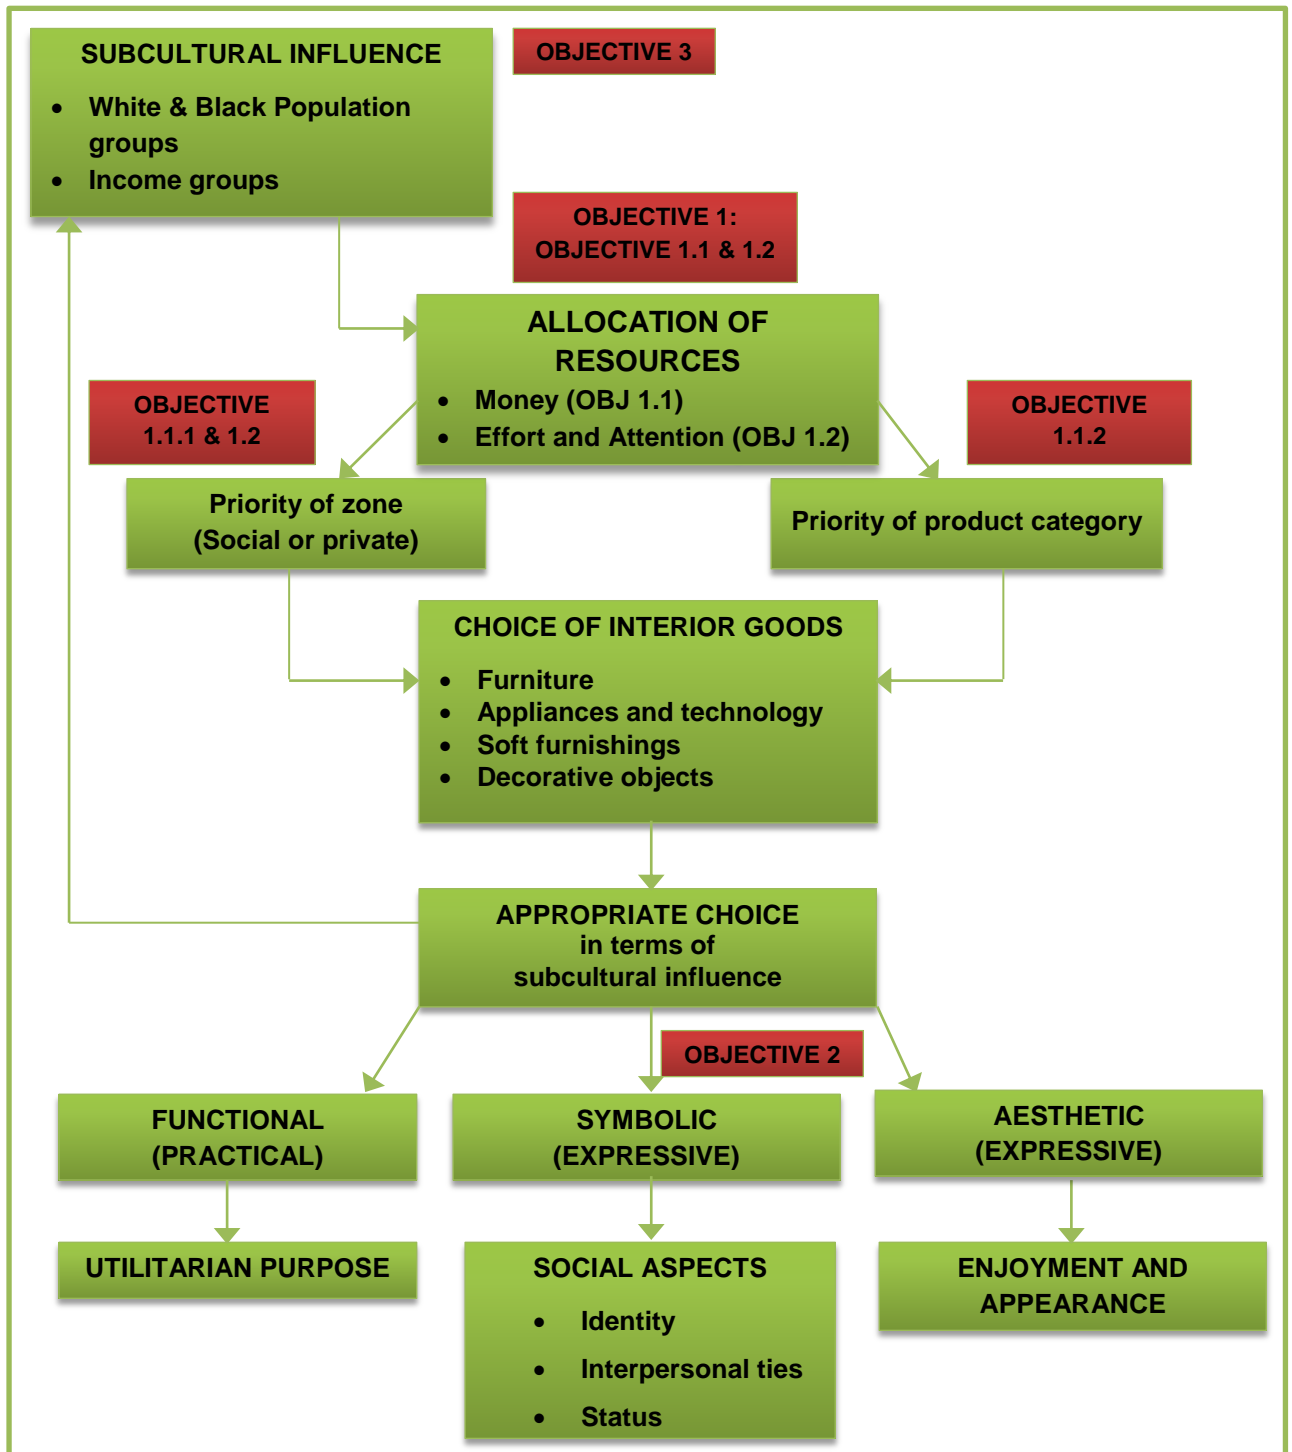 SUBCULTURAL INFLUENCE
• White & Black Population
groups
• Income groups
OBJECTIVE 3
OBJECTIVE 1:
OBJECTIVE 1.1 & 1.2
ALLOCATION OF
RESOURCES
• Money (OBJ 1.1)
• Effort and Attention (OBJ 1.2)
OBJECTIVE
1.1.1 & 1.2
OBJECTIVE
1.1.2
Priority of zone
(Social or private)
Priority of product category
CHOICE OF INTERIOR GOODS
• Furniture
• Appliances and technology
• Soft furnishings
• Decorative objects
APPROPRIATE CHOICE
in terms of
subcultural influence
OBJECTIVE 2
FUNCTIONAL
(PRACTICAL)
SYMBOLIC
(EXPRESSIVE)
AESTHETIC
(EXPRESSIVE)
UTILITARIAN PURPOSE
SOCIAL ASPECTS
• Identity
• Interpersonal ties
• Status
ENJOYMENT AND
APPEARANCE